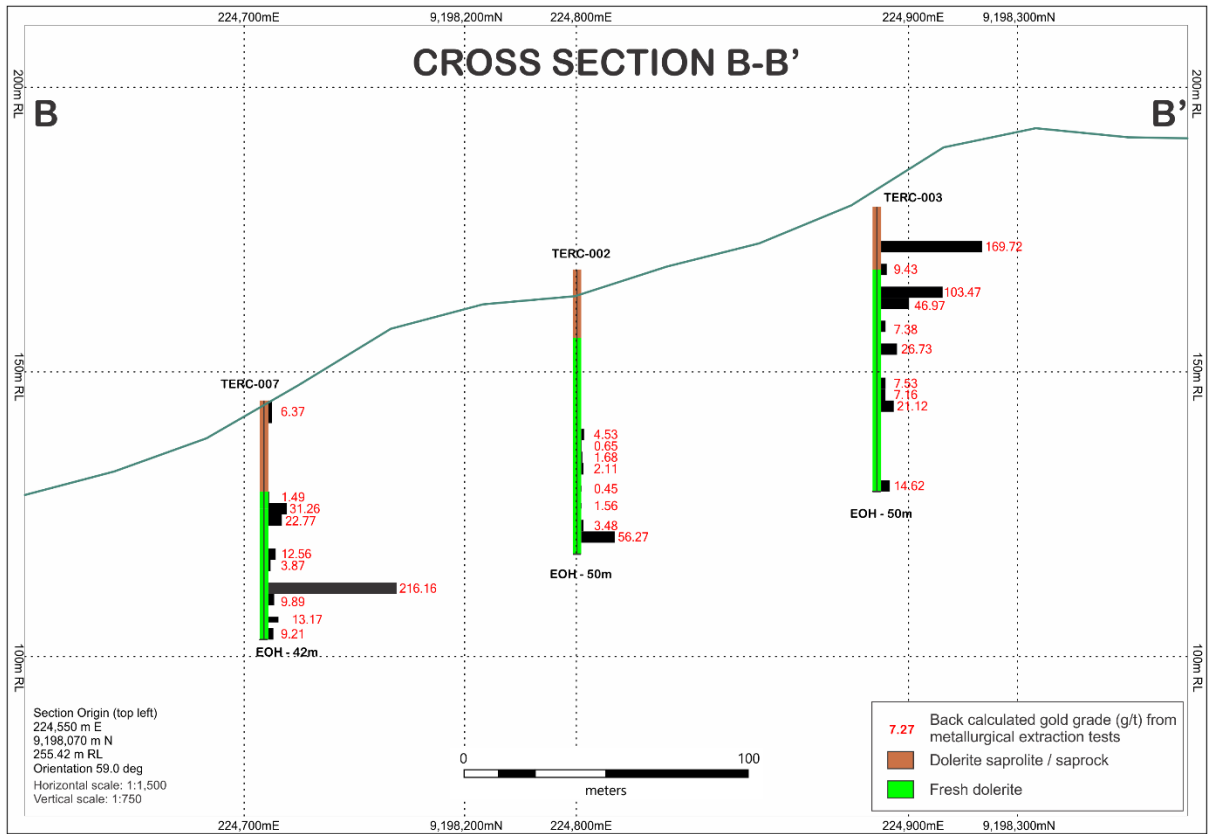 224,700mE
9,198,200mN
224,800mE
224,900mE
9,198,300mN
CROSS SECTION B-B’
200m RL
200m RL
B
B’
TERC-003
169.72
9.43
103.47
46.97
7.38
26.73
7.53
7.16
21.12
14.62
EOH - 50m
TERC-002
4.53
0.65
1.68
2.11
0.45
1.56
3.48
56.27
EOH - 50m
150m RL
150m RL
TERC-007
6.37
1.49
31.26
22.77
12.56
3.87
216.16
9.89
13.17
9.21
EOH - 42m
100m RL
100m RL
Section Origin (top left)
224,550 m E
9,198,070 m N
255.42 m RL
Orientation 59.0 deg
Horizontal scale: 1:1,500
Vertical scale: 1:750
0
100
meters
7.27
Back calculated gold grade (g/t) from
metallurgical extraction tests
Dolerite saprolite / saprock
Fresh dolerite
224,700mE
9,198,200mN
224,800mE
224,900mE
9,198,300mN